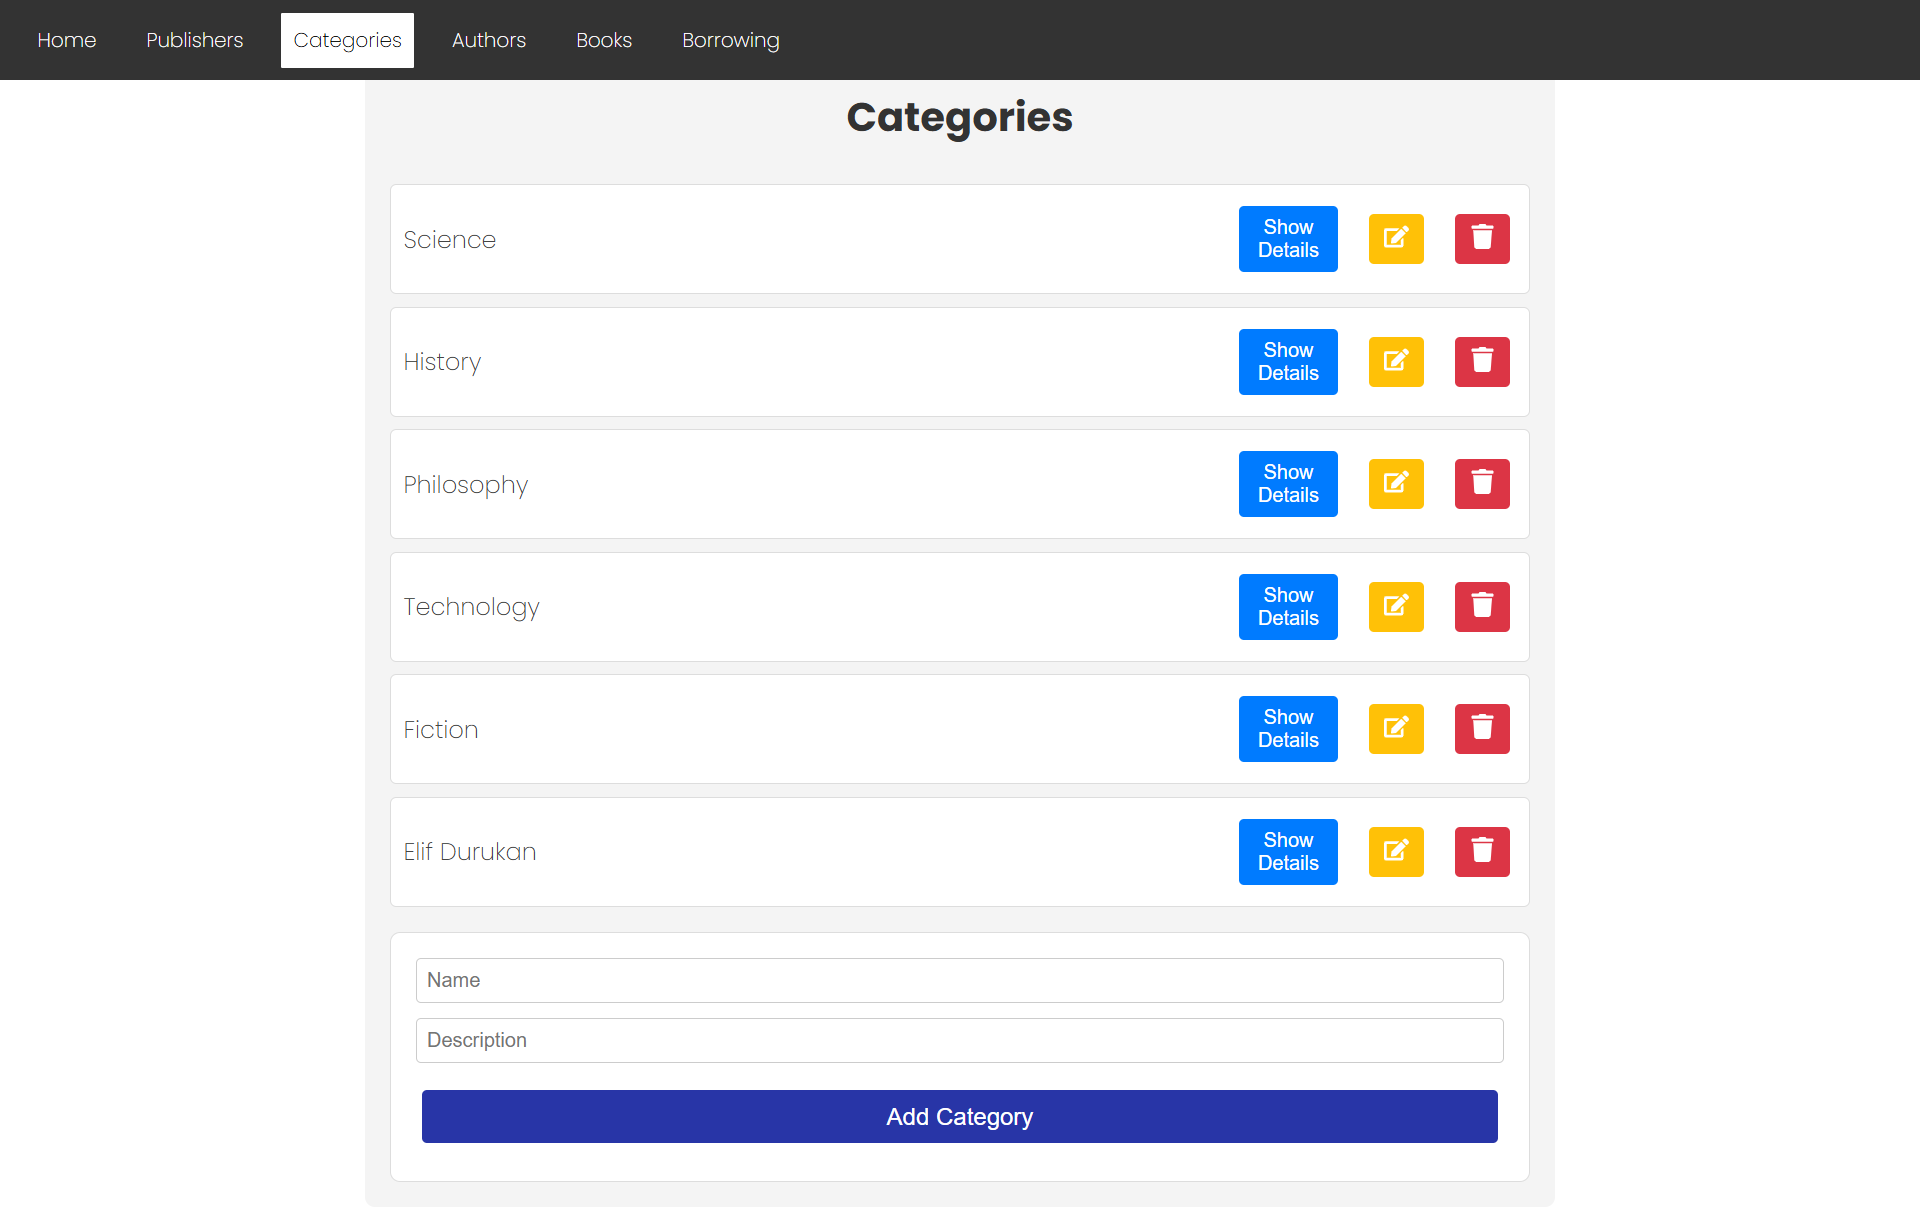 Home Publishers Categories Authors Books Borrowing
Categories
Science
Show
Details
History
Show
Details
Philosophy
Show
Details
Technology
Show
Details
Fiction
Show
Details
Elif Durukan
Show
Details
Name
Description
Add Category